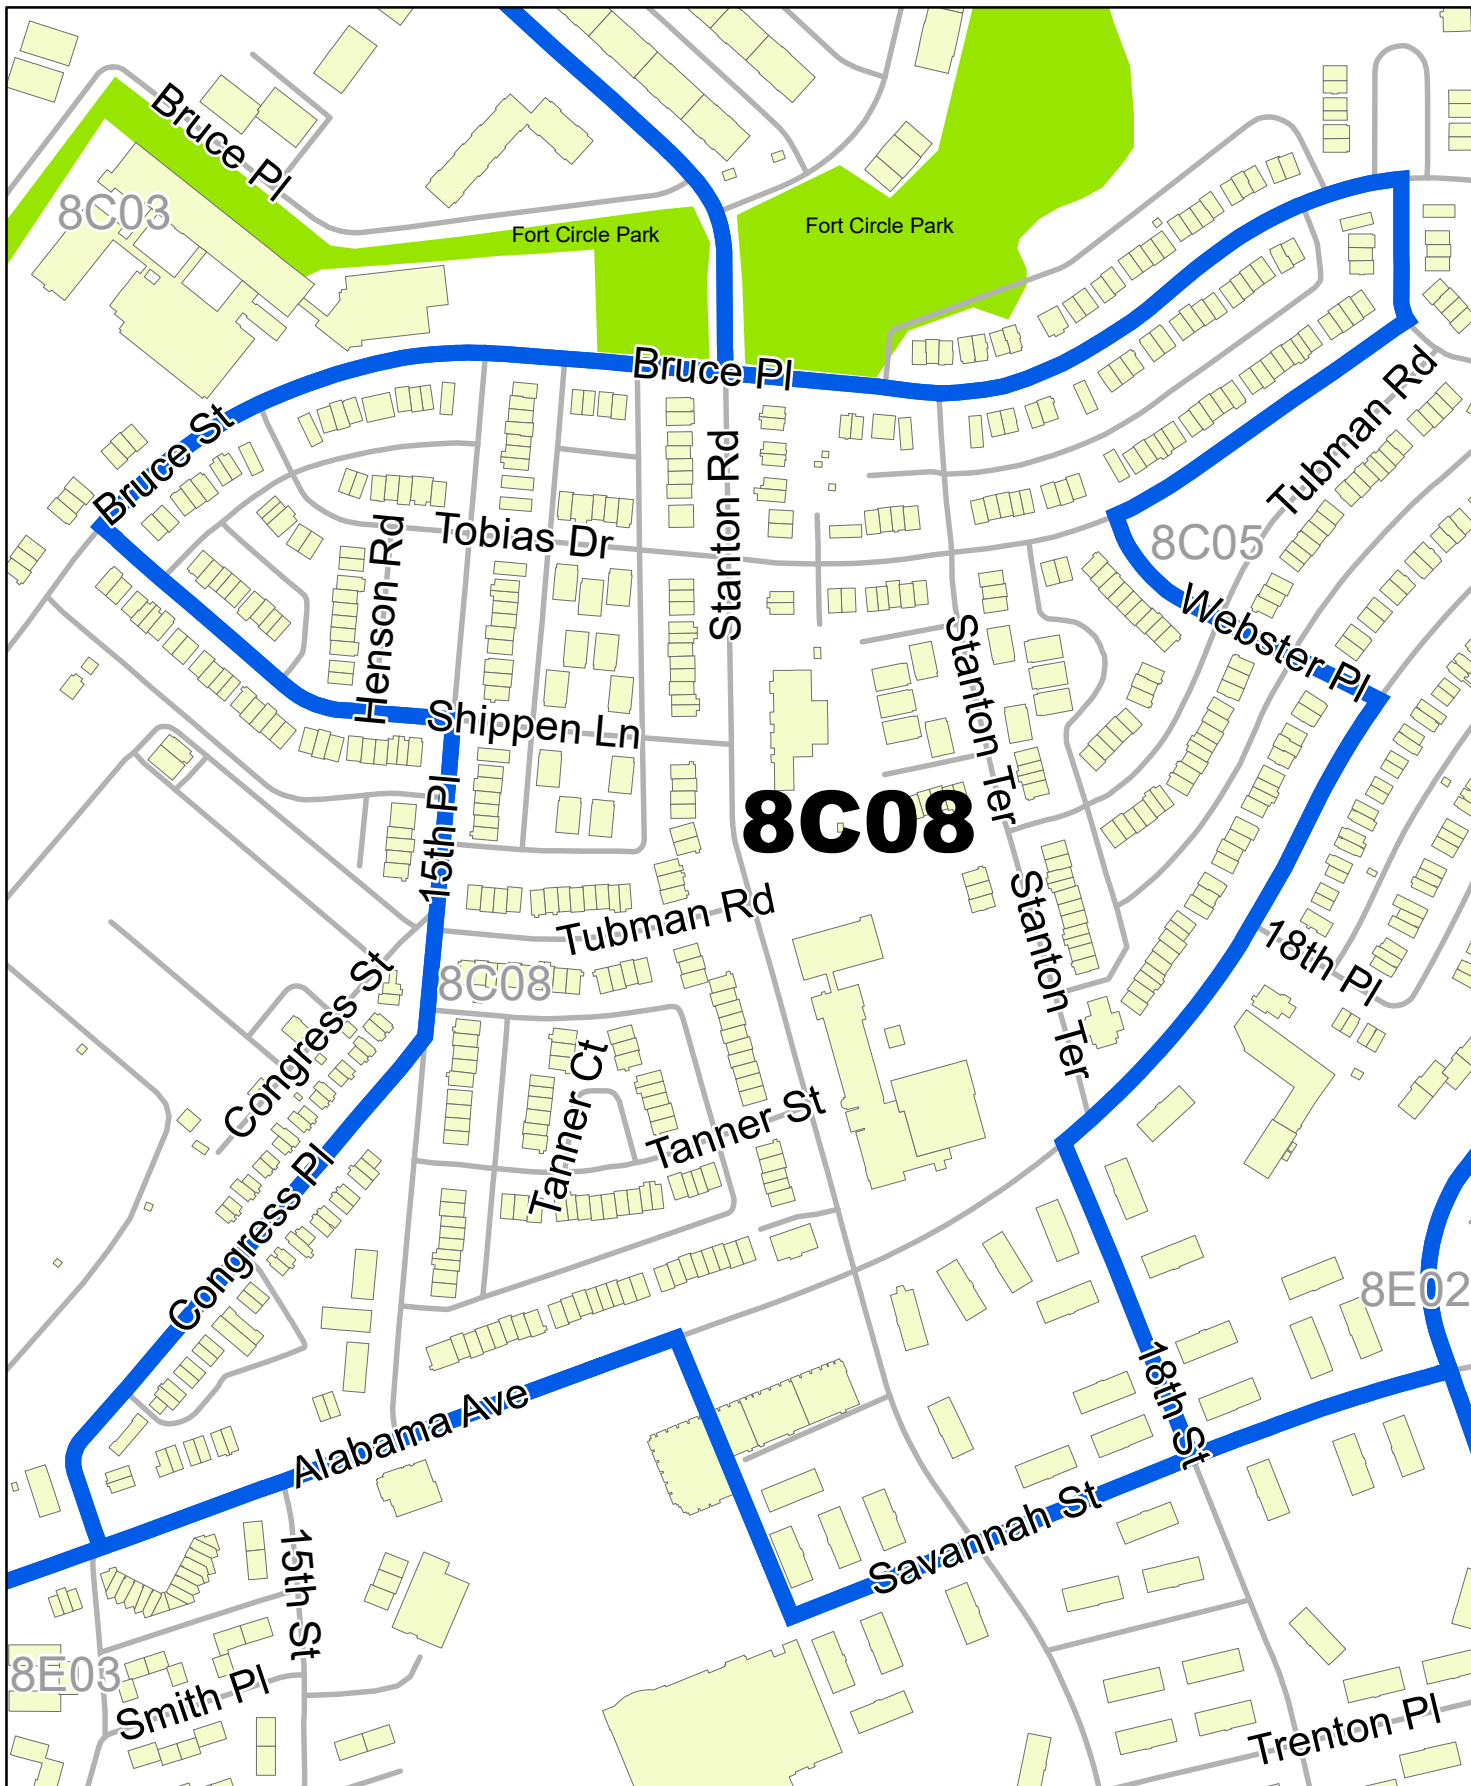 Bruce Pl
8C03
Fort Circle Park
Fort Circle Park
Bruce Pl
Bruce St
Tubman Rd
Stanton Rd
Tobias Dr
8C05
Henson Rd
Webster Pl
Stanton Ter
Shippen Ln
15th Pl
8C08
Tubman Rd
Stanton Ter
18th Pl
Congress St
8C08
Tanner Ct
Tanner St
Congress Pl
8E02
18th St
Alabama Ave
Savannah St
15th St
8E03
Smith Pl
Trenton Pl